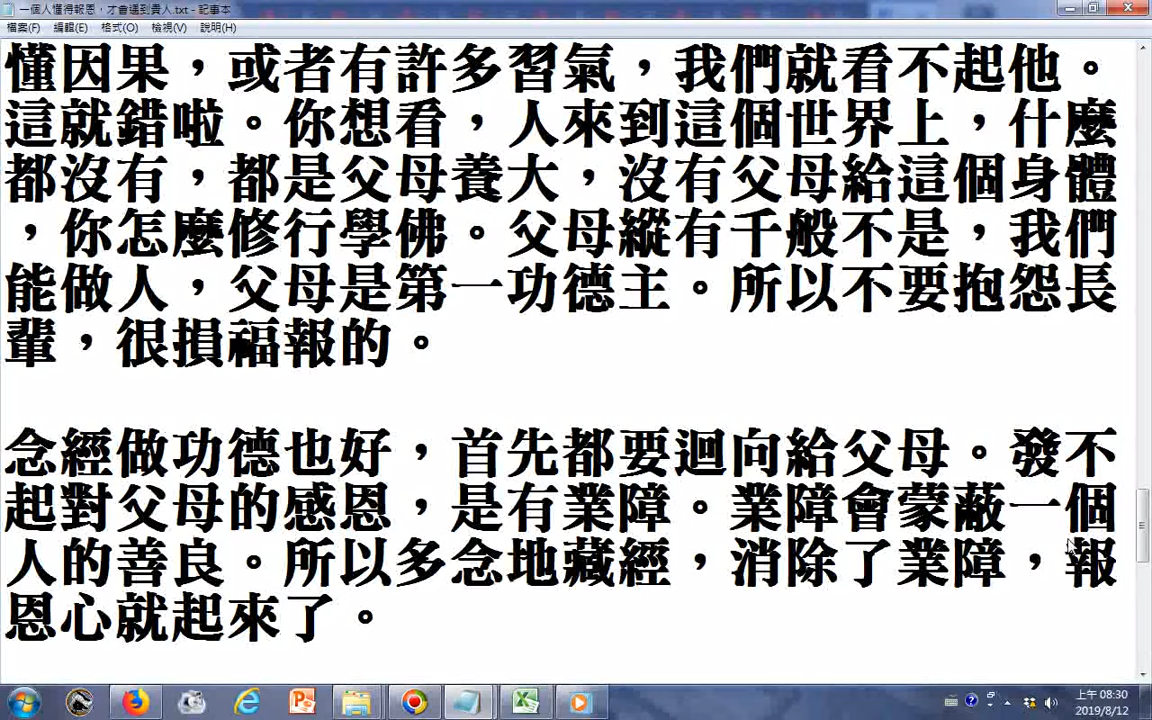 一個人懂得報恩，才會遇到貴人.txt - 記事本
檔案(F) 編輯(E) 格式(O) 檢視(V) 說明(H)
懂因果，或者有許多習氣，我們就看不起他。
這就錯啦。你想看，人來到這個世界上，什麼
都沒有，都是父母養大，沒有父母給這個身體
，你怎麼修行學佛。父母縱有千般不是，我們
能做人，父母是第一功德主。所以不要抱怨長
輩，很損福報的。
念經做功德也好，首先都要迴向給父母。發不
起對父母的感恩，是有業障。業障會蒙蔽一個
人的善良。所以多念地藏經，消除了業障，報
恩心就起來了。
上午 08:30
2019/8/12